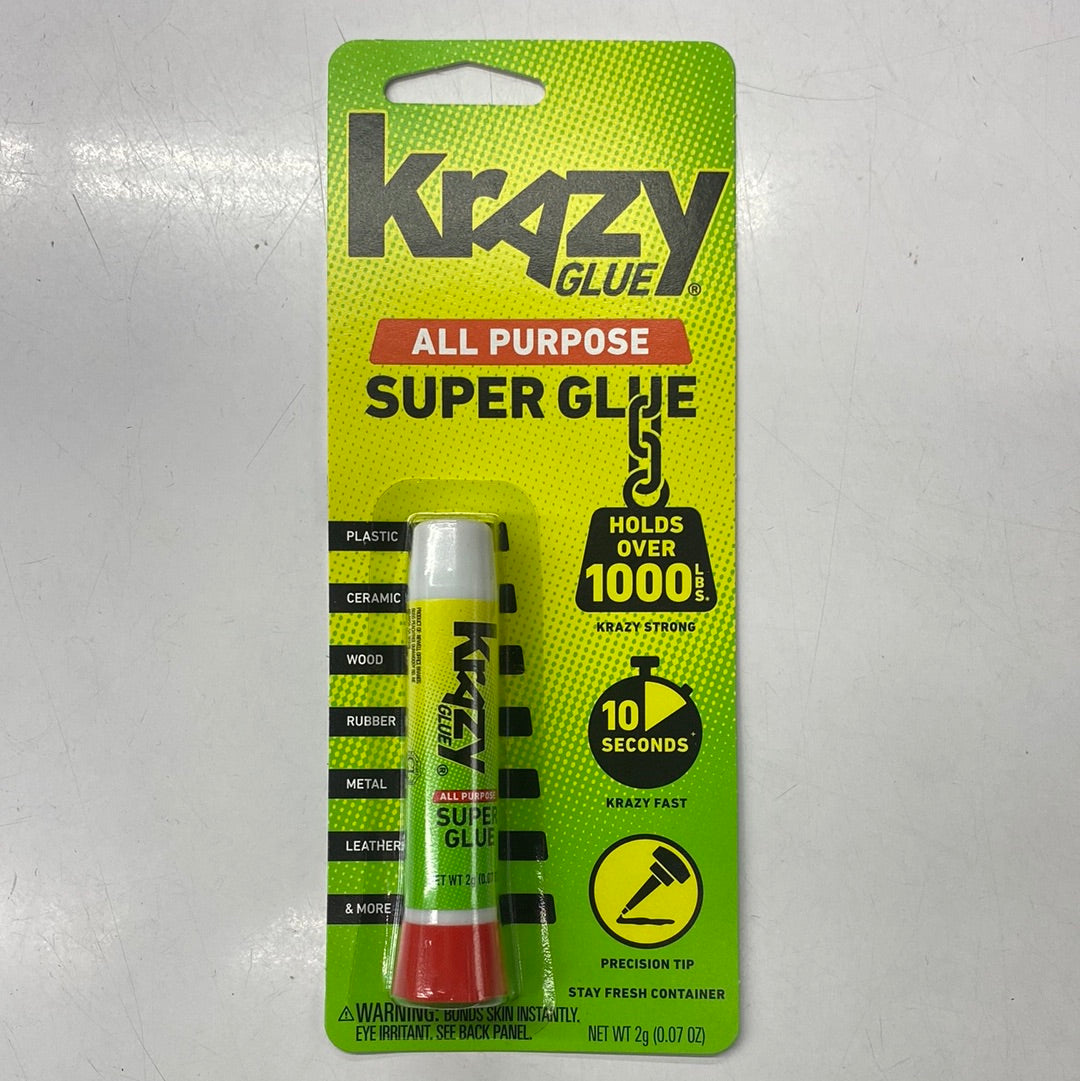 Krazy
GLUE®
ALL PURPOSE
SUPER GLUE
HOLDS
OVER
1000 LBS.
KRAZY STRONG
PLASTIC
CERAMIC
WOOD
RUBBER
METAL
LEATHER
& MORE
10
SECONDS+
KRAZY FAST
PRECISION TIP
STAY FRESH CONTAINER
Krazy
GLUE®
ALL PURPOSE
SUPER
GLUE
WT 2g
⚠WARNING: BONDS SKIN INSTANTLY.
EYE IRRITANT. SEE BACK PANEL.
NET WT 2g (0.07 OZ)